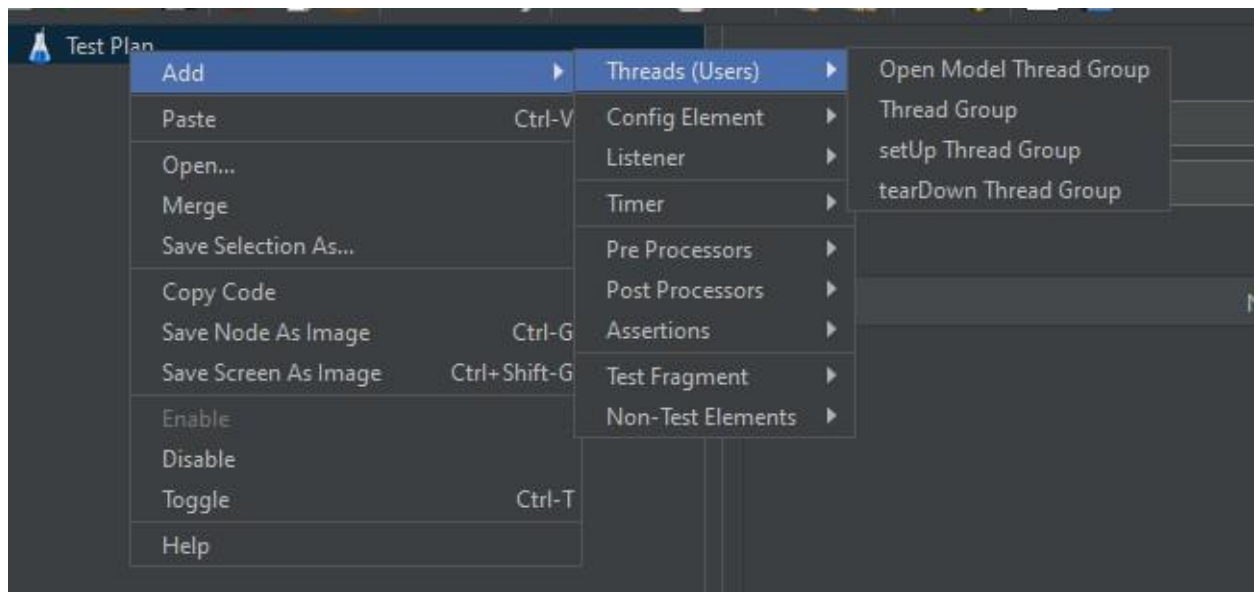 Test Plan
Add
Paste Ctrl-V
Open...
Merge
Save Selection As...
Copy Code
Save Node As Image Ctrl-G
Save Screen As Image Ctrl+Shift-G
Enable
Disable
Toggle Ctrl-T
Help
Threads (Users)
Config Element
Listener
Timer
Pre Processors
Post Processors
Assertions
Test Fragment
Non-Test Elements
Open Model Thread Group
Thread Group
setUp Thread Group
tearDown Thread Group